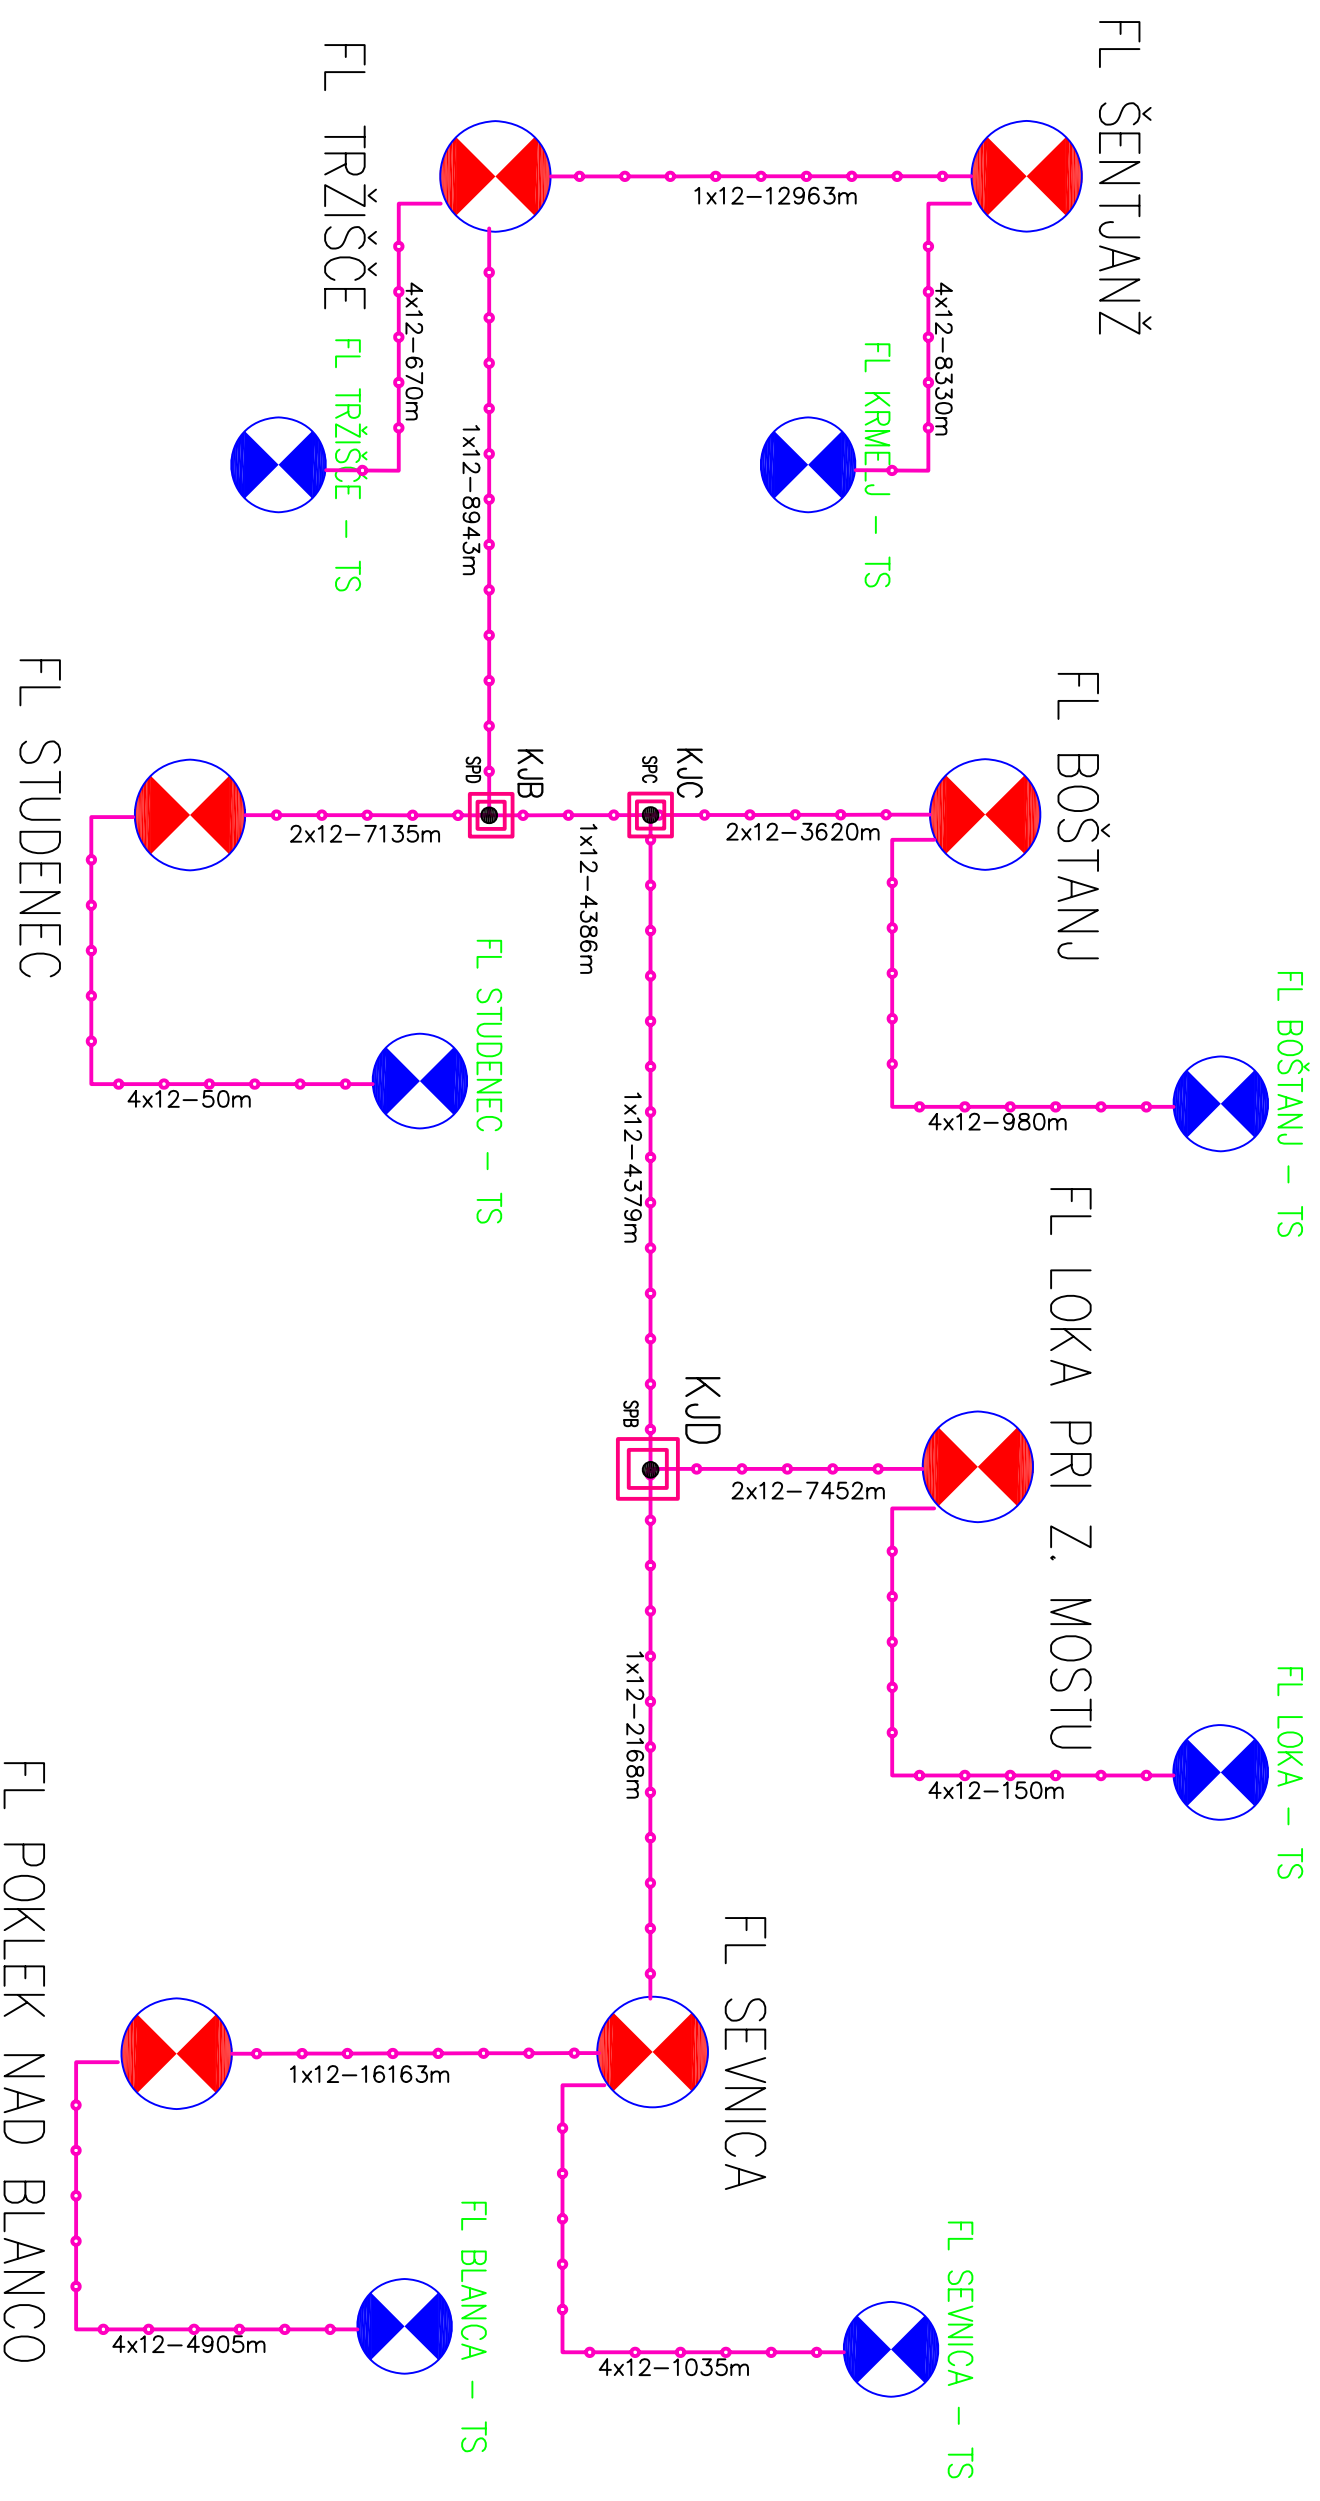 FL ŠENTJANŽ
FL TRŽIŠČE
1x12-12963m
4x12-8330m
4x12-670m
FL KRMELJ - TS
FL TRŽIŠČE - TS
1x12-8943m
FL BOŠTANJ
FL STUDENEC
KJC
SPC
KJB
SPD
2x12-3620m
2x12-7135m
1x12-4386m
FL BOŠTANJ - TS
4x12-980m
FL STUDENEC - TS
4x12-50m
1x12-4379m
FL LOKA PRI Z. MOSTU
KJD
SPB
2x12-7452m
FL LOKA - TS
4x12-150m
1x12-2168m
FL SEVNICA
FL POKLEK NAD BLANCO
1x12-16163m
FL SEVNICA - TS
4x12-1035m
FL BLANCA - TS
4x12-4905m